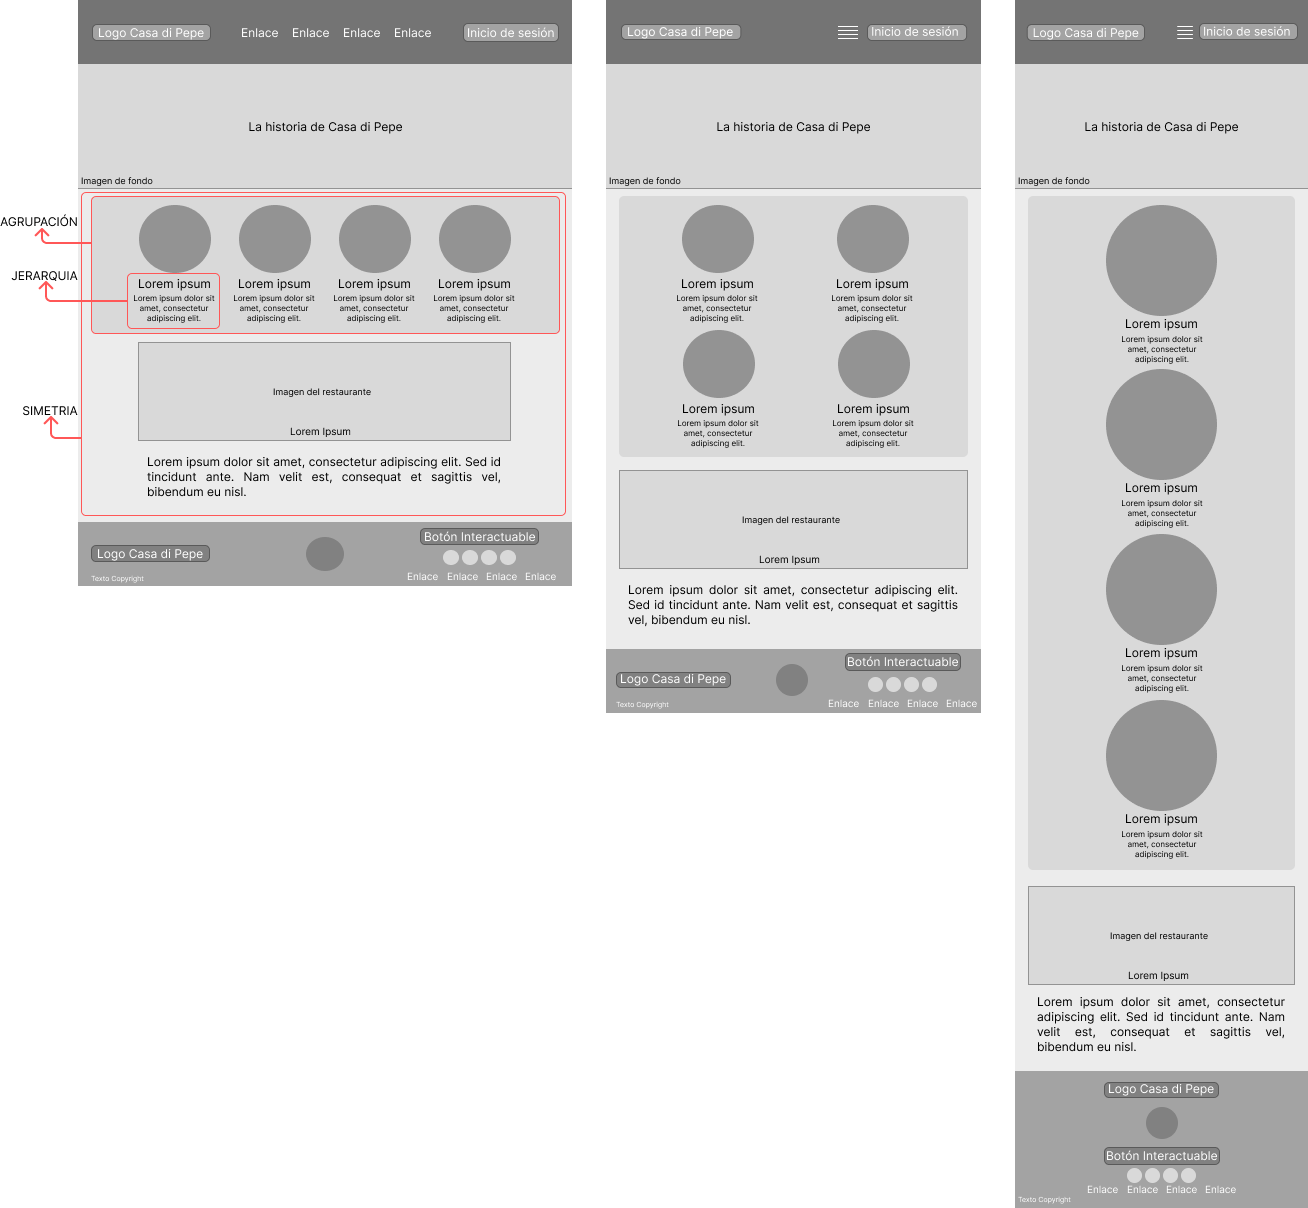 Logo Casa di Pepe
Enlace Enlace Enlace Enlace
Inicio de sesión
La historia de Casa di Pepe
Imagen de fondo
AGRUPACIÓN
JERARQUIA
SIMETRIA
Lorem ipsum
Lorem ipsum dolor sit
amet, consectetur
adipiscing elit.
Lorem ipsum
Lorem ipsum dolor sit
amet, consectetur
adipiscing elit.
Lorem ipsum
Lorem ipsum dolor sit
amet, consectetur
adipiscing elit.
Lorem ipsum
Lorem ipsum dolor sit
amet, consectetur
adipiscing elit.
Imagen del restaurante
Lorem Ipsum
Lorem ipsum dolor sit amet, consectetur adipiscing elit. Sed id
tincidunt ante. Nam velit est, consequat et sagittis vel,
bibendum eu nisl.
Logo Casa di Pepe
Texto Copyright
Botón Interactuable
Enlace Enlace Enlace Enlace
Logo Casa di Pepe
Inicio de sesión
La historia de Casa di Pepe
Imagen de fondo
Lorem ipsum
Lorem ipsum dolor sit
amet, consectetur
adipiscing elit.
Lorem ipsum
Lorem ipsum dolor sit
amet, consectetur
adipiscing elit.
Lorem ipsum
Lorem ipsum dolor sit
amet, consectetur
adipiscing elit.
Lorem ipsum
Lorem ipsum dolor sit
amet, consectetur
adipiscing elit.
Imagen del restaurante
Lorem Ipsum
Lorem ipsum dolor sit amet, consectetur adipiscing elit.
Sed id tincidunt ante. Nam velit est, consequat et sagittis
vel, bibendum eu nisl.
Logo Casa di Pepe
Texto Copyright
Botón Interactuable
Enlace Enlace Enlace Enlace
Logo Casa di Pepe
Inicio de sesión
La historia de Casa di Pepe
Imagen de fondo
Lorem ipsum
Lorem ipsum dolor sit
amet, consectetur
adipiscing elit.
Lorem ipsum
Lorem ipsum dolor sit
amet, consectetur
adipiscing elit.
Lorem ipsum
Lorem ipsum dolor sit
amet, consectetur
adipiscing elit.
Lorem ipsum
Lorem ipsum dolor sit
amet, consectetur
adipiscing elit.
Imagen del restaurante
Lorem Ipsum
Lorem ipsum dolor sit amet, consectetur
adipiscing elit. Sed id tincidunt ante. Nam
velit est, consequat et sagittis vel,
bibendum eu nisl.
Logo Casa di Pepe
Botón Interactuable
Enlace Enlace Enlace Enlace
Texto Copyright